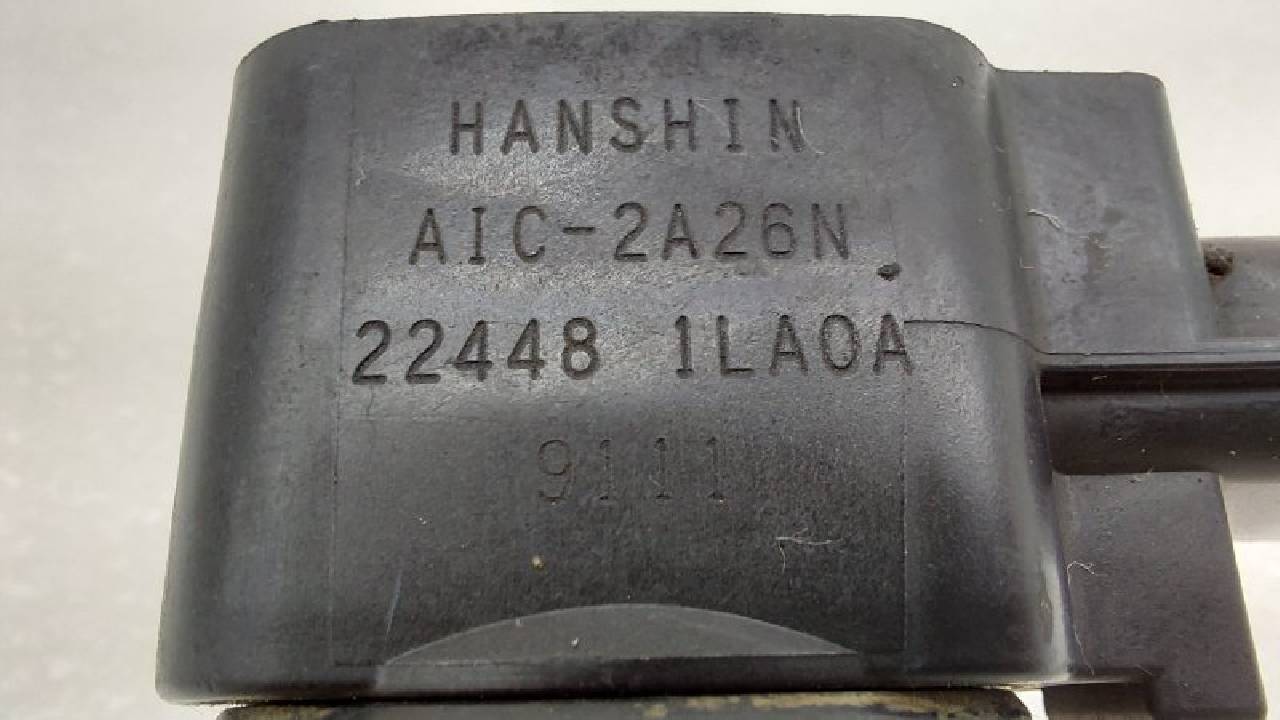 HANSHIN
AIC-2A26N
22448 1LA0A
9111